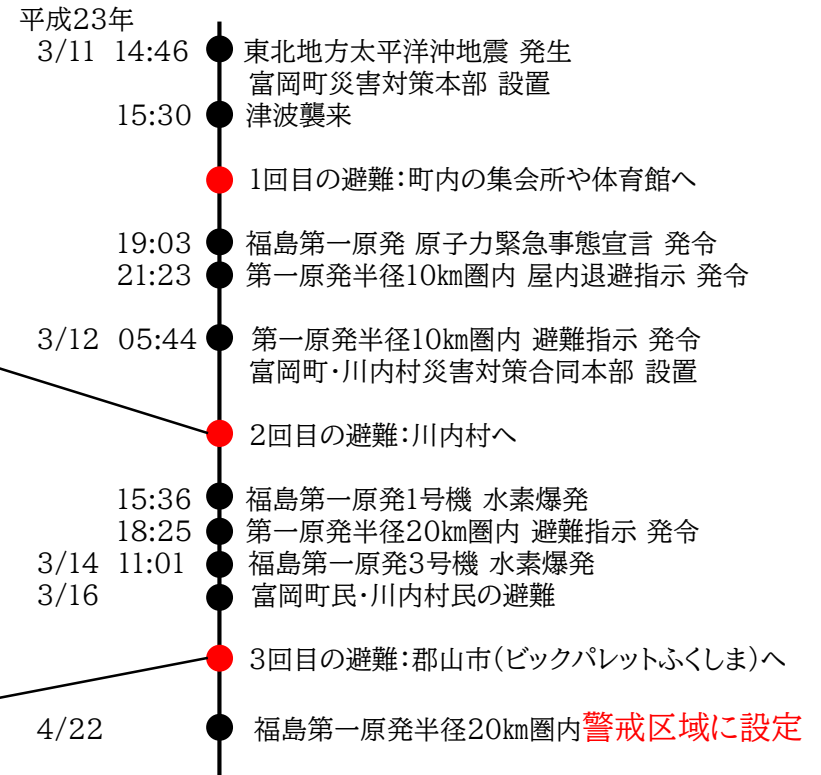 平成23年
3/11 14:46 東北地方太平洋沖地震 発生
富岡町災害対策本部 設置
15:30 津波襲来
1回目の避難：町内の集会所や体育館へ
19:03 福島第一原発 原子力緊急事態宣言 発令
21:23 第一原発半径10㎞圏内 屋内退避指示 発令
3/12 05:44 第一原発半径10㎞圏内 避難指示 発令
富岡町・川内村災害対策合同本部 設置
2回目の避難：川内村へ
15:36 福島第一原発1号機 水素爆発
18:25 第一原発半径20㎞圏内 避難指示 発令
3/14 11:01 福島第一原発3号機 水素爆発
3/16 富岡町民・川内村民の避難
3回目の避難：郡山市（ビックパレットふくしま）へ
4/22 福島第一原発半径20㎞圏内警戒区域に設定